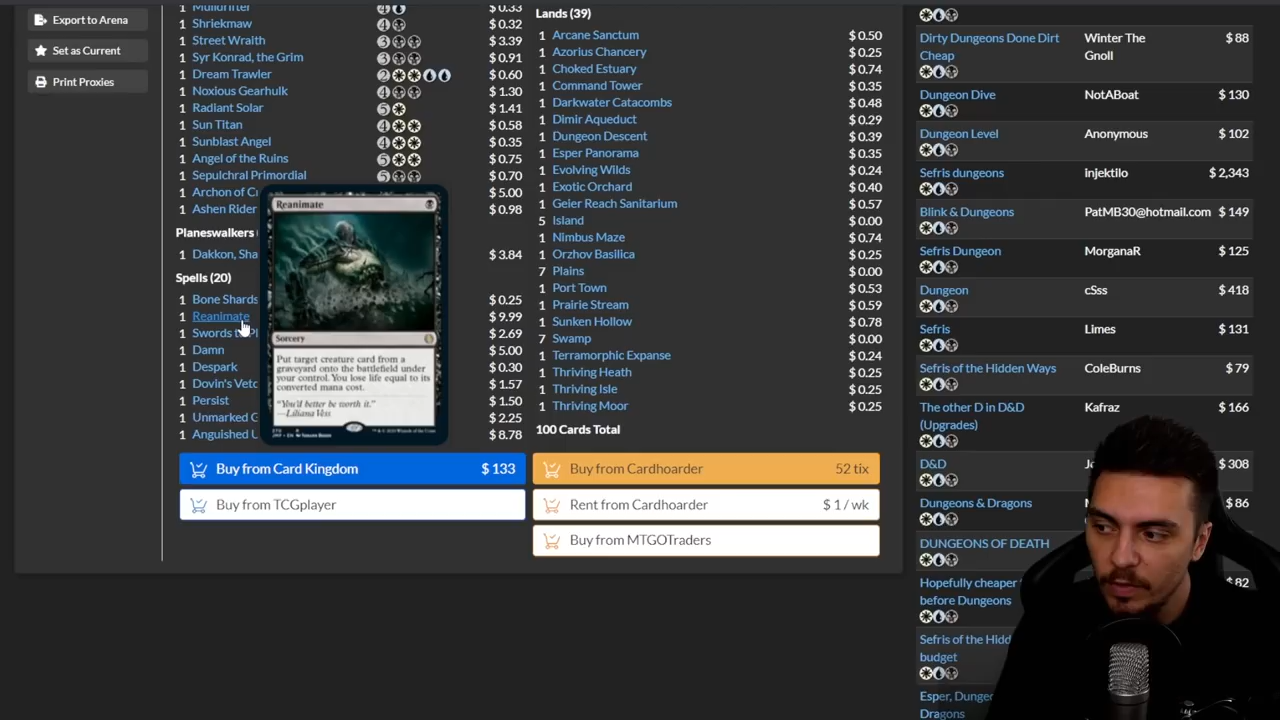 Export to Arena
Set as Current
Print Proxies
1 Mulldrifter $ 0.33
1 Shriekmaw $ 0.32
1 Street Wraith $ 3.39
1 Syr Konrad, the Grim $ 0.91
1 Dream Trawler $ 0.60
1 Noxious Gearhulk $ 1.30
1 Radiant Solar $ 1.41
1 Sun Titan $ 0.58
1 Sunblast Angel $ 0.35
1 Angel of the Ruins $ 0.75
1 Sepulchral Primordial $ 0.70
1 Archon of Cr $ 5.00
1 Ashen Rider $ 0.98
Planeswalkers (
1 Dakkon, Sha $ 3.84
Spells (20)
1 Bone Shards $ 0.25
1 Reanimate $ 9.99
1 Swords to Pl $ 2.69
1 Damn $ 5.00
1 Despark $ 0.30
1 Dovin's Veto $ 1.57
1 Persist $ 1.50
1 Unmarked G $ 2.25
1 Anguished U $ 8.78
Reanimate
Sorcery
Put target creature card from a
graveyard onto the battlefield under
your control. You lose life equal to its
converted mana cost.
"You'd better be worth it."
—Liliana Vess
Buy from Card Kingdom $ 133
Buy from TCGplayer
Lands (39)
1 Arcane Sanctum $ 0.50
1 Azorius Chancery $ 0.25
1 Choked Estuary $ 0.74
1 Command Tower $ 0.35
1 Darkwater Catacombs $ 0.48
1 Dimir Aqueduct $ 0.29
1 Dungeon Descent $ 0.39
1 Esper Panorama $ 0.35
1 Evolving Wilds $ 0.24
1 Exotic Orchard $ 0.40
1 Geier Reach Sanitarium $ 0.57
5 Island $ 0.00
1 Nimbus Maze $ 0.74
1 Orzhov Basilica $ 0.25
7 Plains $ 0.00
1 Port Town $ 0.53
1 Prairie Stream $ 0.59
1 Sunken Hollow $ 0.78
7 Swamp $ 0.00
1 Terramorphic Expanse $ 0.24
1 Thriving Heath $ 0.25
1 Thriving Isle $ 0.25
1 Thriving Moor $ 0.25
100 Cards Total
Buy from Cardhoarder 52 tix
Rent from Cardhoarder $ 1 / wk
Buy from MTGOTraders
Dirty Dungeons Done Dirt
Cheap
Winter The
Gnoll
$ 88
Dungeon Dive NotABoat $ 130
Dungeon Level Anonymous $ 102
Sefris dungeons injektilo $ 2,343
Blink & Dungeons PatMB30@hotmail.com $ 149
Sefris Dungeon MorganaR $ 125
Dungeon cSss $ 418
Sefris Limes $ 131
Sefris of the Hidden Ways ColeBurns $ 79
The other D in D&D
(Upgrades)
Kafraz $ 166
D&D $ 308
Dungeons & Dragons $ 86
DUNGEONS OF DEATH
Hopefully cheaper
before Dungeons
$ 82
Sefris of the Hidd
budget
Esper, Dunge
Dragons